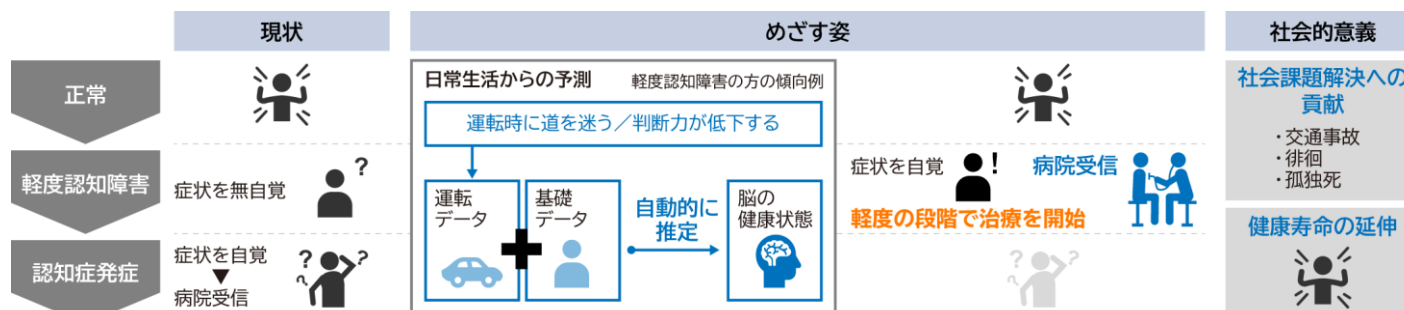 現状
めざす姿
社会的意義
正常
軽度認知障害
認知症発症
症状を無自覚
?
症状を自覚
▼
病院受信
? ?
?
日常生活からの予測
軽度認知障害の方の傾向例
運転時に道を迷う／判断力が低下する
運転
データ
+
基礎
データ
自動的に
推定
脳の
健康状態
症状を自覚
!
病院受信
軽度の段階で治療を開始
? ?
?
社会課題解決への
貢献
・交通事故
・徘徊
・孤独死
健康寿命の延伸